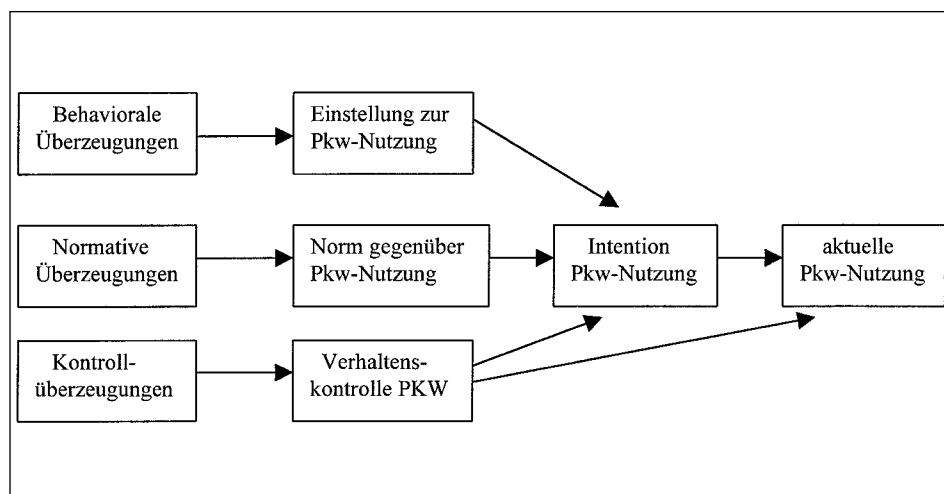 Behaviorale
Überzeugungen
Einstellung zur
Pkw-Nutzung
Normative
Überzeugungen
Norm gegenüber
Pkw-Nutzung
Intention
Pkw-Nutzung
aktuelle
Pkw-Nutzung
Kontroll-
überzeugungen
Verhaltens-
kontrolle PKW